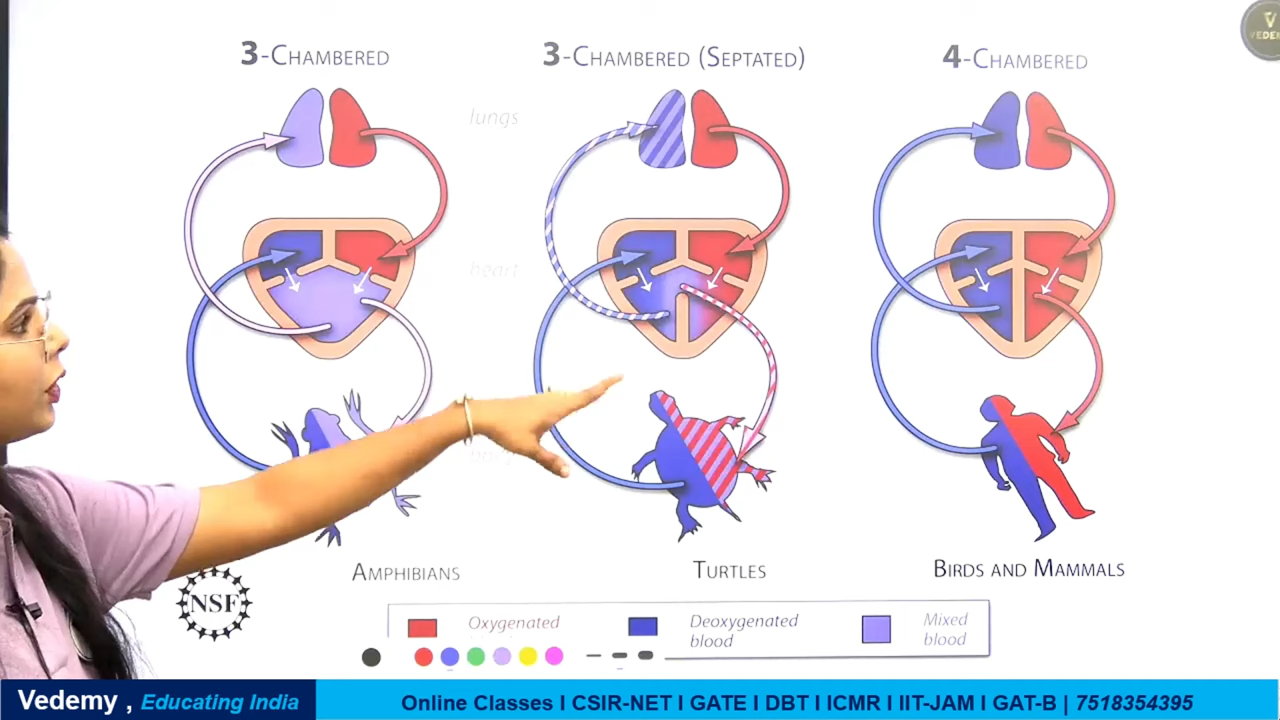 3-CHAMBERED
3-CHAMBERED (SEPTATED)
4-CHAMBERED
lungs
heart
AMPHIBIANS
TURTLES
BIRDS AND MAMMALS
NSF
Oxygenated
Deoxygenated
blood
Mixed
blood
Vedemy , Educating India
Online Classes I CSIR-NET I GATE I DBT I ICMR I IIT-JAM I GAT-B | 7518354395